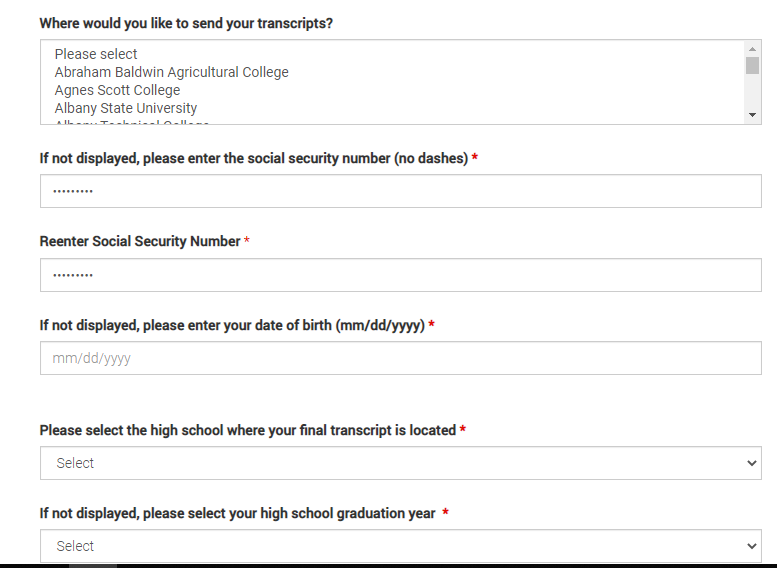 Where would you like to send your transcripts?
Please select
Abraham Baldwin Agricultural College
Agnes Scott College
Albany State University
Albany Technical College
If not displayed, please enter the social security number (no dashes) *
•••••••••
Reenter Social Security Number *
•••••••••
If not displayed, please enter your date of birth (mm/dd/yyyy) *
mm/dd/yyyy
Please select the high school where your final transcript is located *
Select
If not displayed, please select your high school graduation year *
Select